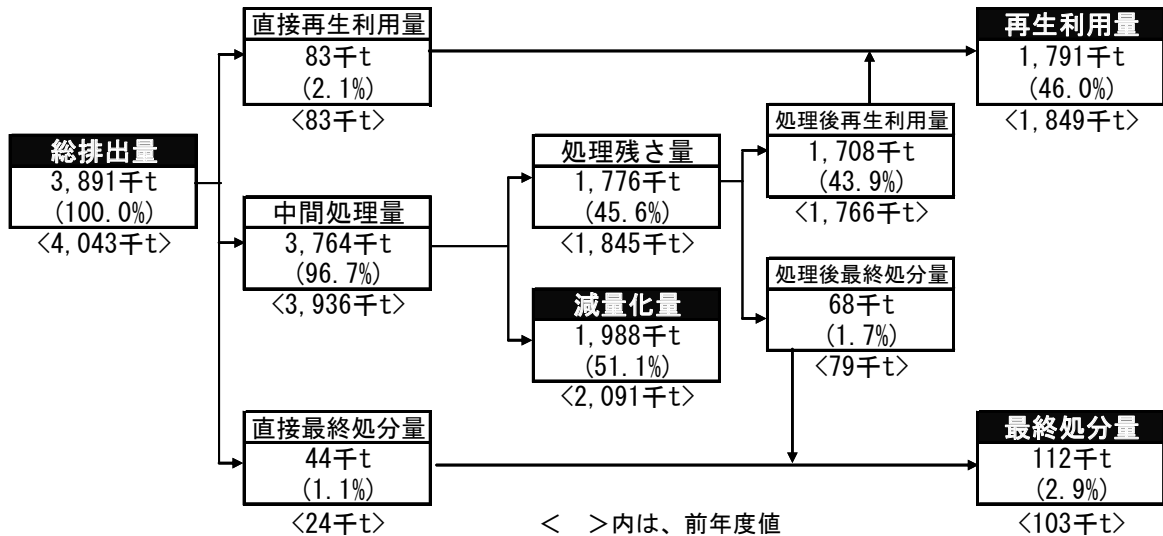 総排出量
3,891千t
(100.0%)
<4,043千t>
直接再生利用量
83千t
(2.1%)
<83千t>
中間処理量
3,764千t
(96.7%)
<3,936千t>
直接最終処分量
44千t
(1.1%)
<24千t>
処理残さ量
1,776千t
(45.6%)
<1,845千t>
減量化量
1,988千t
(51.1%)
<2,091千t>
処理後再生利用量
1,708千t
(43.9%)
<1,766千t>
処理後最終処分量
68千t
(1.7%)
<79千t>
再生利用量
1,791千t
(46.0%)
<1,849千t>
最終処分量
112千t
(2.9%)
<103千t>
< >内は、前年度値